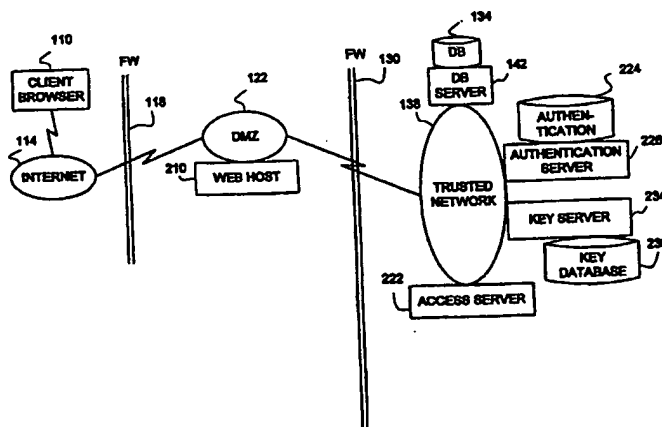 110
CLIENT
BROWSER
114
INTERNET
FW
118
122
DMZ
210
WEB HOST
FW
130
134
DB
DB
SERVER
142
138
TRUSTED
NETWORK
224
AUTHEN-
TICATION
AUTHENTICATION
SERVER
KEY SERVER
234
KEY
DATABASE
222
ACCESS SERVER